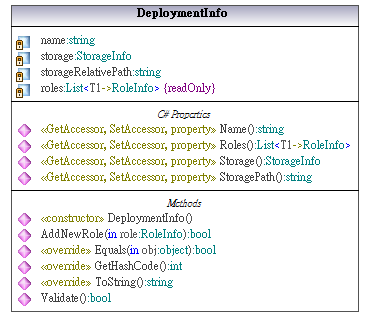 DeploymentInfo
name:string
storage:StorageInfo
storageRelativePath:string
roles:List<T1->RoleInfo> {readOnly}
C# Properties
«GetAccessor, SetAccessor, property» Name():string
«GetAccessor, SetAccessor, property» Roles():List<T1->RoleInfo>
«GetAccessor, SetAccessor, property» Storage():StorageInfo
«GetAccessor, SetAccessor, property» StoragePath():string
Methods
«constructor» DeploymentInfo()
AddNewRole(in role:RoleInfo):bool
«override» Equals(in obj:object):bool
«override» GetHashCode():int
«override» ToString():string
Validate():bool